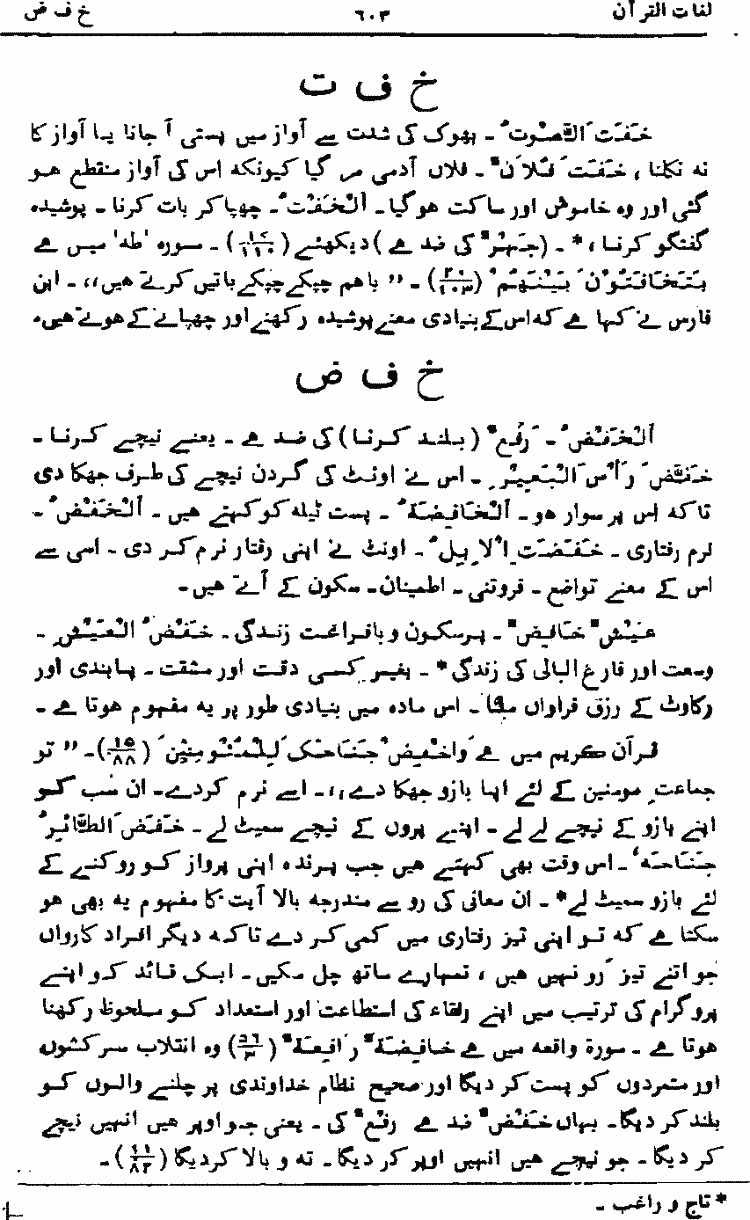 لغات القرآن ۶۰۳ خ ف ض
خ ف ت
خَفَتَ الصَّوْتُ ۔ بھوک کی شدت سے آواز میں پستی آ جانا یا آواز کا
نہ نکلنا ، خَفَتَ فُلَانٌ ۔ فلاں آدمی مر گیا کیونکہ اس کی آواز منقطع ہو
گئی اور وہ خاموش اور ساکت ہوگیا ۔ اَلْخَفْتُ ۔ چھپا کر بات کرنا ۔ پوشیدہ
گفتگو کرنا ،* ۔ (جَہْرٌ کی ضد ہے) دیکھئے (۱۷/۱۱۰) ۔ سورہ 'طہ' میں ہے
یَتَخَافَتُوْنَ بَیْنَہُمْ (۲۰/۱۰۳) ۔ ”باہم چپکے چپکے باتیں کرتے ہیں،، ۔ ابن
فارس نے کہا ہے کہ اس کے بنیادی معنے پوشیدہ رکھنے اور چھپانے کے ہوتے ہیں۔
خ ف ض
اَلْخَفْضُ ۔ رَفْعٌ (بلند کرنا) کی ضد ہے ۔ یعنے نیچے کرنا ۔
خَفَّضَ رَأْسَ الْبَعِیْرِ ۔ اس نے اونٹ کی گردن نیچے کی طرف جھکا دی
تاکہ اس پر سوار ہو ۔ اَلْخَافِضَۃُ ۔ پست ٹیلہ کو کہتے ہیں ۔ اَلْخَفْضُ ۔
نرم رفتاری ۔ خَفَضَتِ الْاِبِلُ ۔ اونٹ نے اپنی رفتار نرم کر دی ۔ اسی سے
اس کے معنے تواضع ۔ فروتنی ۔ اطمینان ۔ سکون کے آتے ہیں ۔
عَیْشٌ خَافِضٌ ۔ پرسکون و بافراغت زندگی ۔ خَفْضُ الْعَیْشِ ۔
وسعت اور فارغ البالی کی زندگی* ۔ بغیر کسی دقت اور مشقت ۔ پابندی اور
رکاوٹ کے رزق فراواں ملنا ۔ اس مادہ میں بنیادی طور پر یہ مفہوم ہوتا ہے ۔
قرآن کریم میں ہے وَاخْفِضْ جَنَاحَکَ لِلْمُؤْمِنِیْنَ (۱۵/۸۸) ۔ ”تو
جماعتِ مومنین کے لئے اپنا بازو جھکا دے،، ۔ اسے نرم کردے ۔ ان سب کو
اپنے بازو کے نیچے لے لے ۔ اپنے پروں کے نیچے سمیٹ لے ۔ خَفَضَ الطَّائِرُ
جَنَاحَہٗ ۔ اس وقت بھی کہتے ہیں جب پرندہ اپنی پرواز کو روکنے کے
لئے بازو سمیٹ لے* ۔ ان معانی کی رو سے مندرجہ بالا آیت کا مفہوم یہ بھی ہو
سکتا ہے کہ تو اپنی تیز رفتاری میں کمی کر دے تاکہ دیگر افراد کارواں
جو اتنے تیز رَو نہیں ہیں ، تمہارے ساتھ چل سکیں ۔ ایک قائد کو اپنے
پروگرام کی ترتیب میں اپنے رفقاء کی استطاعت اور استعداد کو ملحوظ رکھنا
ہوتا ہے ۔ سورۃ واقعہ میں ہے خَافِضَۃٌ رَافِعَۃٌ (۵۶/۳) وہ انقلاب سرکشوں
اور متمردوں کو پست کر دیگا اور صحیح نظام خداوندی پر چلنے والوں کو
بلند کر دیگا ۔ یہاں خَفْضٌ ضد ہے رَفْعٌ کی ۔ یعنی جو اوپر ہیں انہیں نیچے
کر دیگا ۔ جو نیچے ہیں انہیں اوپر کر دیگا ۔ تہ و بالا کردیگا (۱۱/۸۲) ۔
* تاج و راغب ۔